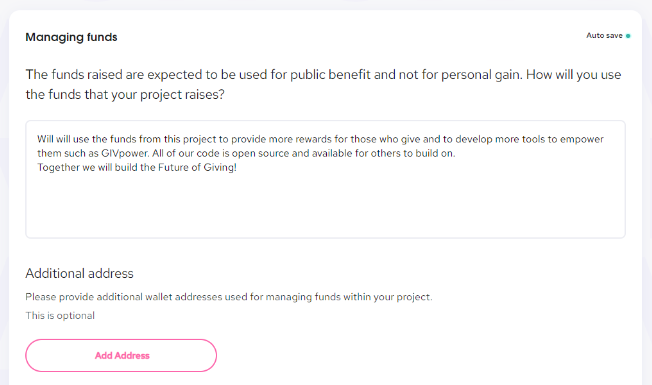 Managing funds
Auto save
The funds raised are expected to be used for public benefit and not for personal gain. How will you use
the funds that your project raises?
Will will use the funds from this project to provide more rewards for those who give and to develop more tools to empower
them such as GIVpower. All of our code is open source and available for others to build on.
Together we will build the Future of Giving!
Additional address
Please provide additional wallet addresses used for managing funds within your project.
This is optional
Add Address